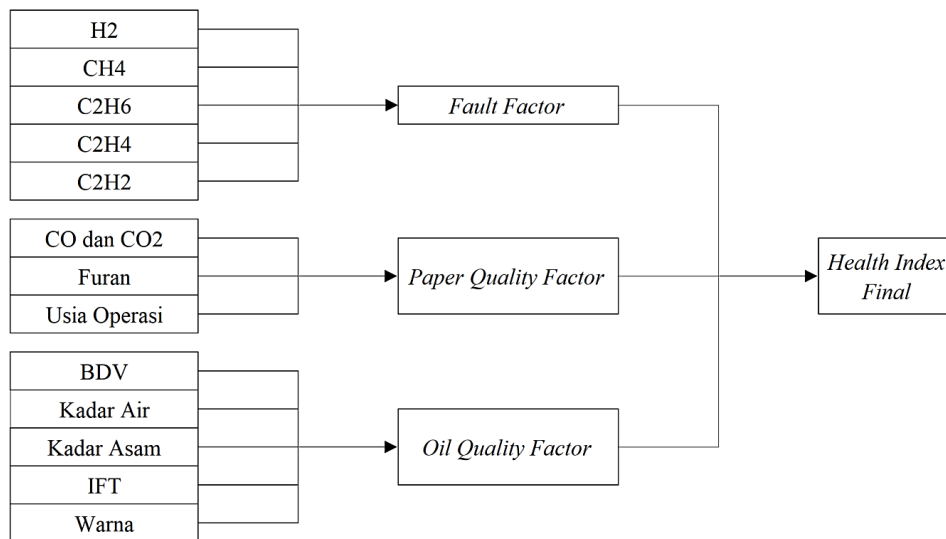 H2
CH4
C2H6
C2H4
C2H2
Fault Factor
CO dan CO2
Furan
Usia Operasi
Paper Quality Factor
BDV
Kadar Air
Kadar Asam
IFT
Warna
Oil Quality Factor
Health Index
Final